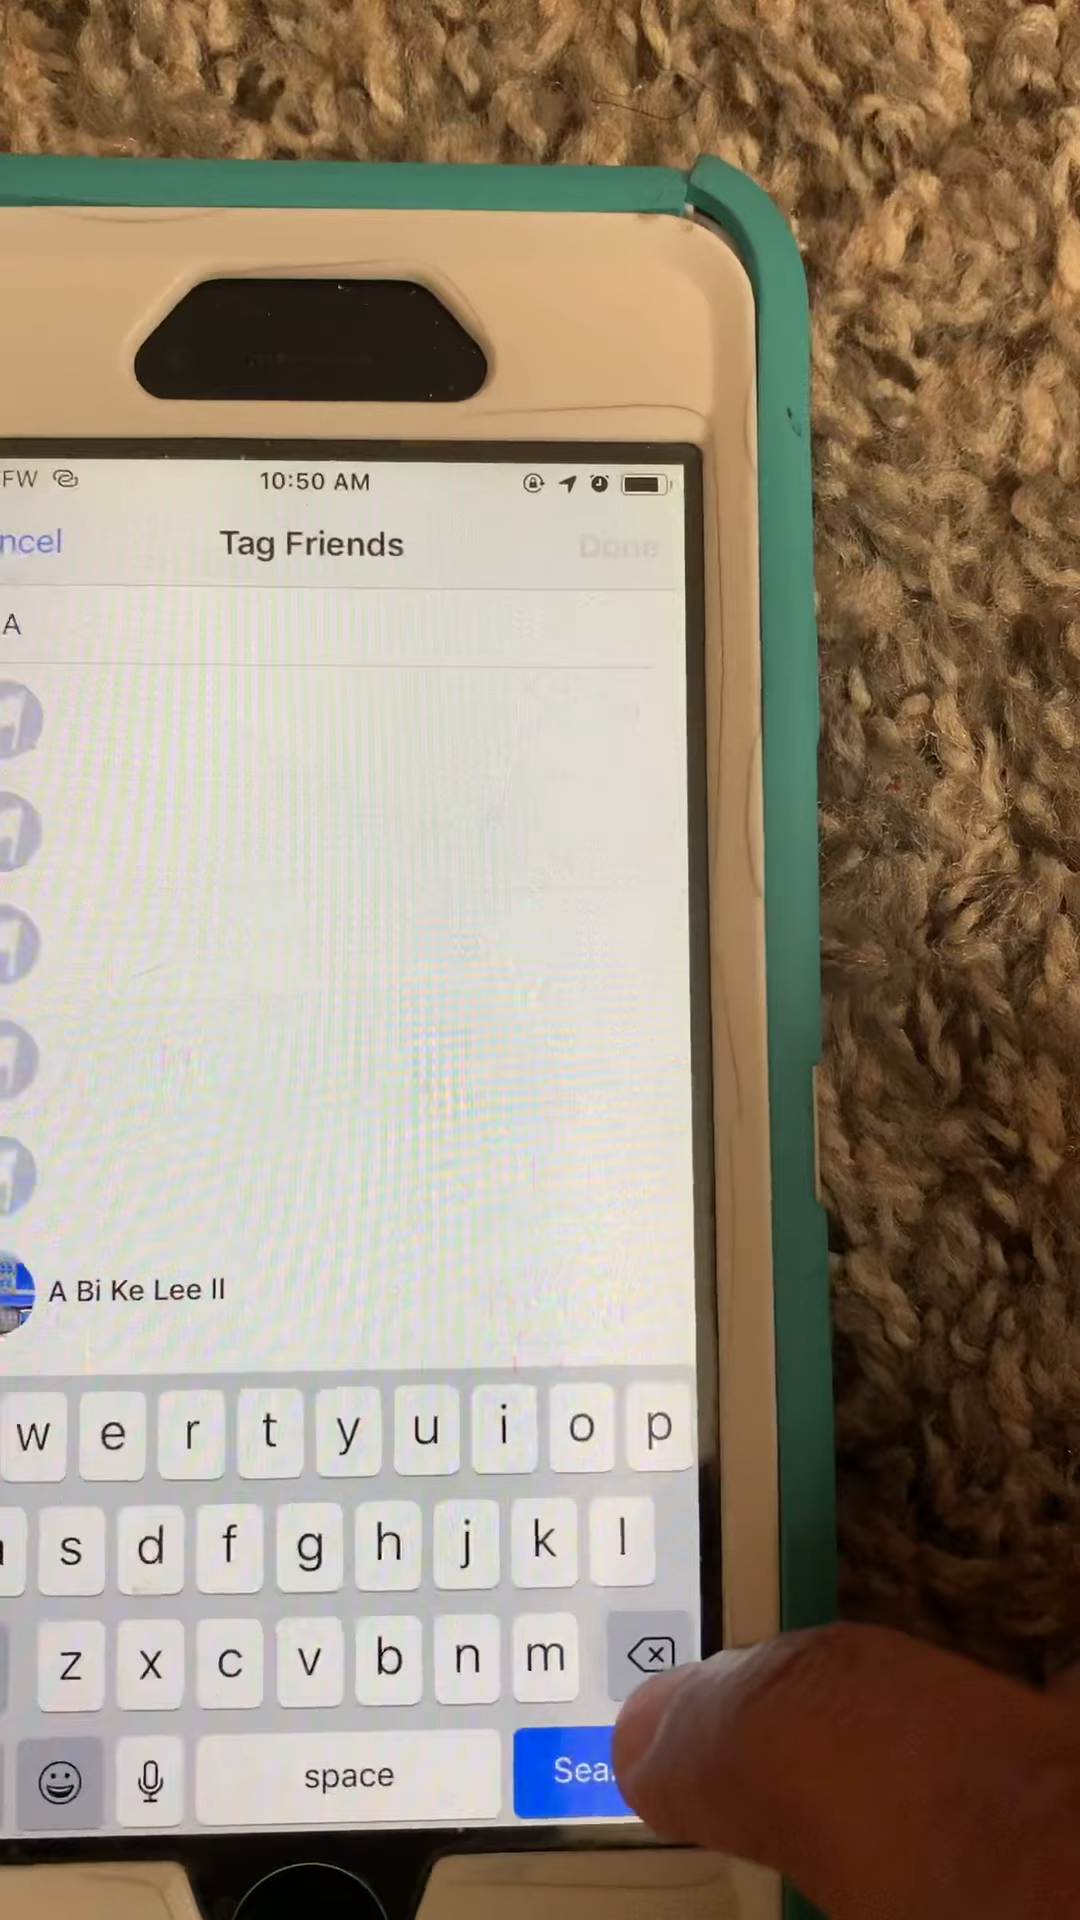 FW 10:50 AM
ncel Tag Friends Done
A
A Bi Ke Lee II
w e r t y u i o p
s d f g h j k l
z x c v b n m
space Sea